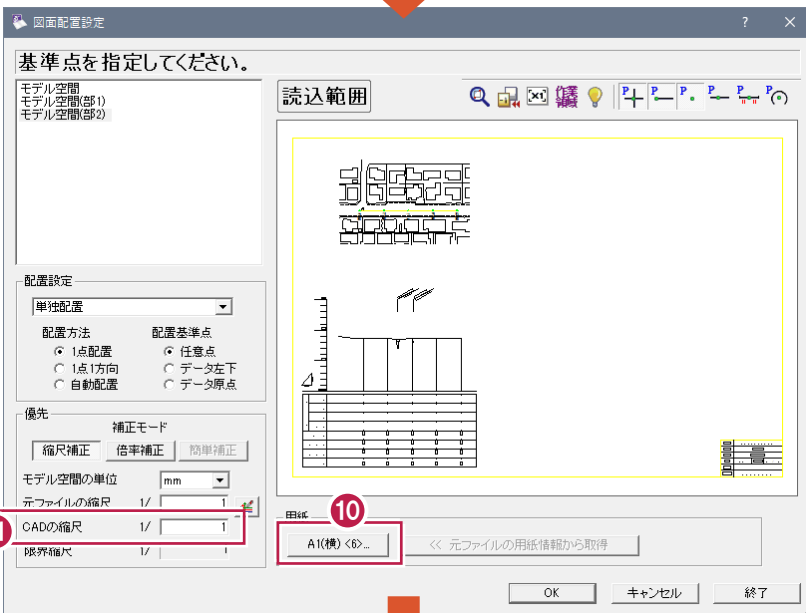 図面配置設定
基準点を指定してください。
モデル空間
モデル空間(部1)
モデル空間(部2)
読込範囲
配置設定
単独配置
配置方法 配置基準点
1点配置 任意点
1点1方向 データ左下
自動配置 データ原点
優先
補正モード
縮尺補正 倍率補正 簡単補正
モデル空間の単位 mm
元ファイルの縮尺 1/ 1
CADの縮尺 1/ 1
限界縮尺 1/ 1
用紙
10
A1(横) <6>...
<< 元ファイルの用紙情報から取得
OK キャンセル 終了